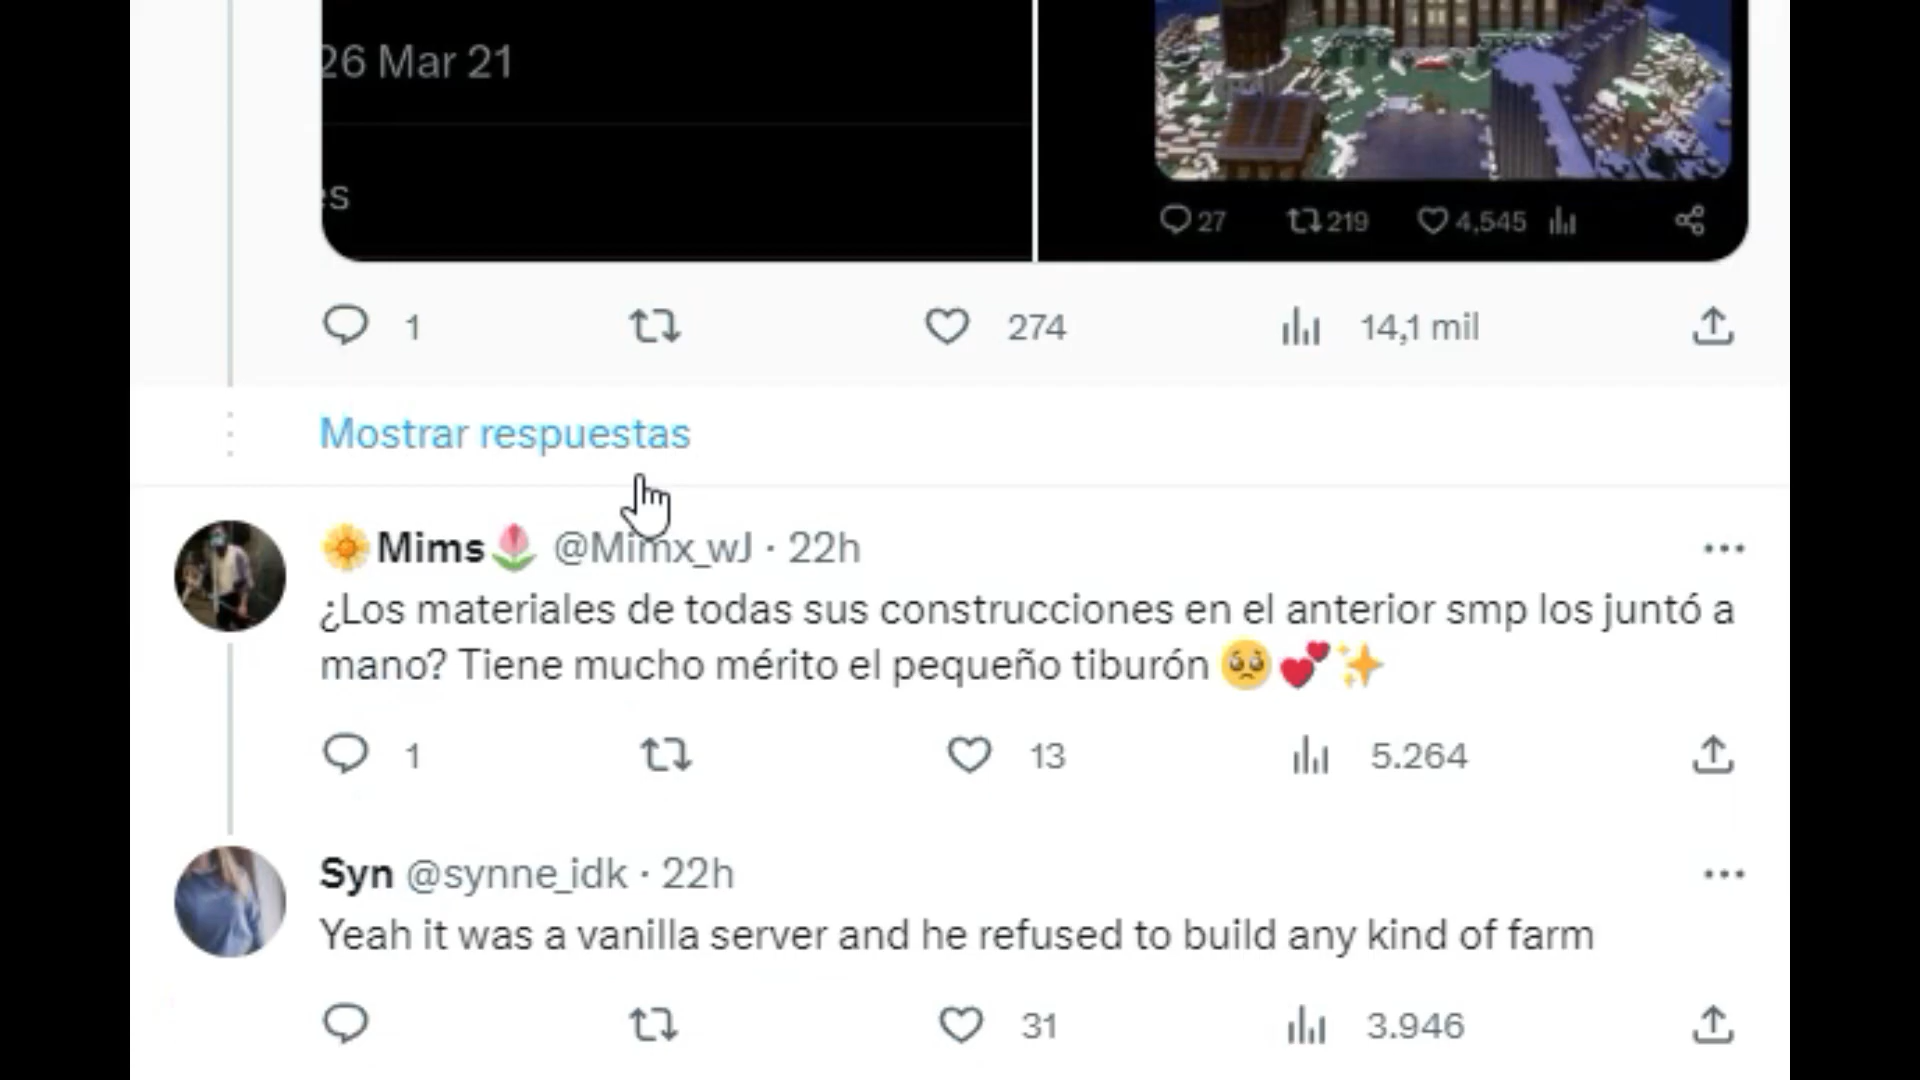 26 Mar 21
es
27 219 4,545
1 274 14,1 mil
Mostrar respuestas
Mims @Mimx_wJ · 22h
¿Los materiales de todas sus construcciones en el anterior smp los juntó a
mano? Tiene mucho mérito el pequeño tiburón
1 13 5.264
Syn @synne_idk · 22h
Yeah it was a vanilla server and he refused to build any kind of farm
31 3.946